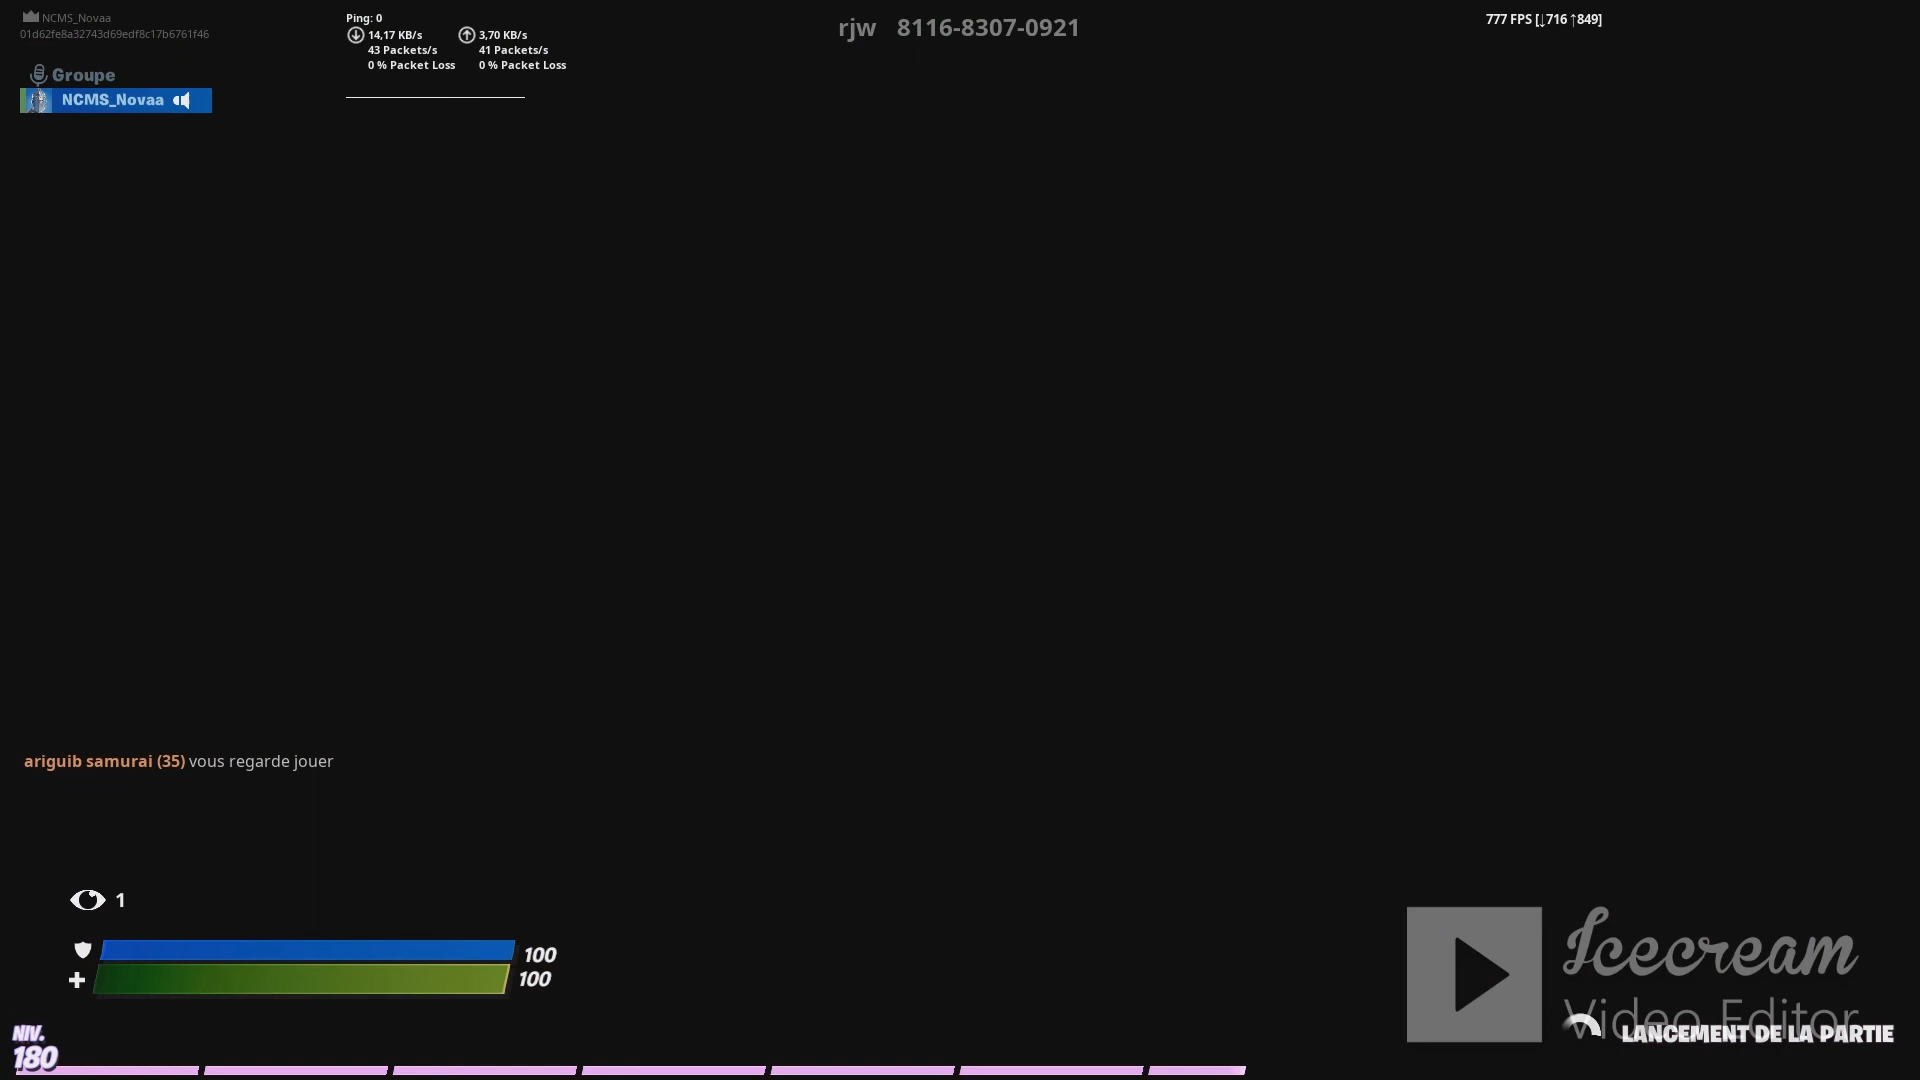 NCMS_Novaa
01d62fe8a32743d69edf8c17b6761f46
Groupe
NCMS_Novaa
Ping: 0
14,17 KB/s 3,70 KB/s
43 Packets/s 41 Packets/s
0 % Packet Loss 0 % Packet Loss
rjw 8116-8307-0921
777 FPS [↓716 ↑849]
ariguib samurai (35) vous regarde jouer
1
100
100
NIV.
180
Icecream
Video Editor
LANCEMENT DE LA PARTIE